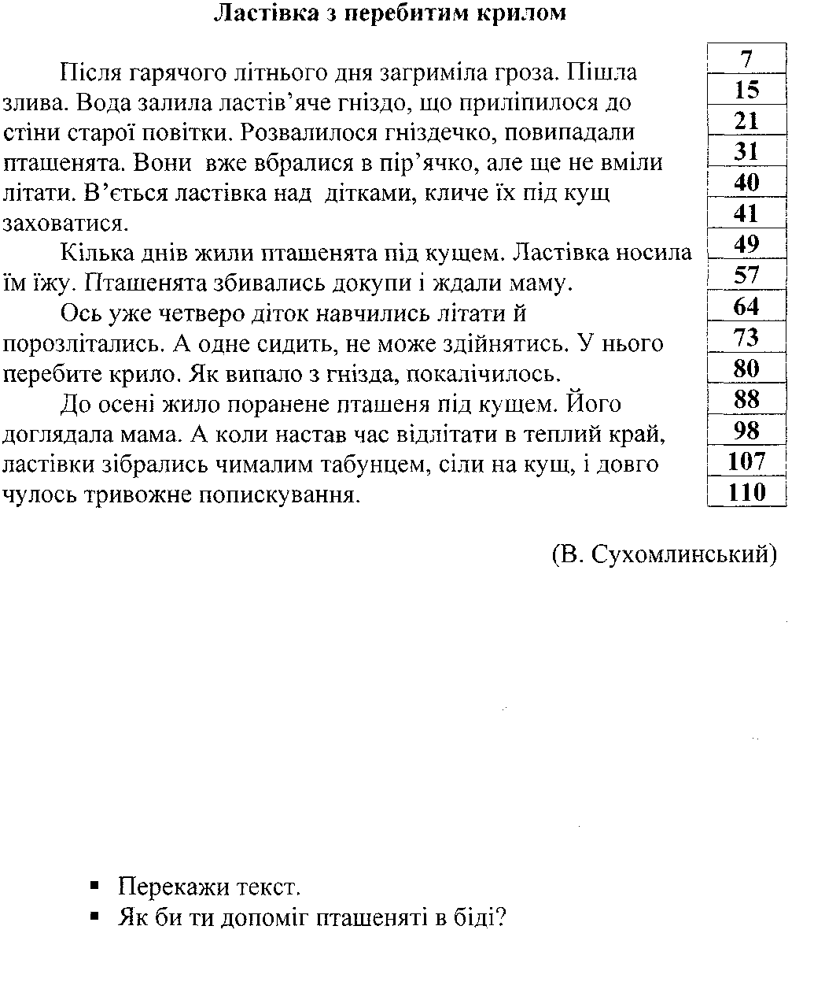 Ластівка з перебитим крилом
Після гарячого літнього дня загриміла гроза. Пішла 7
злива. Вода залила ластів’яче гніздо, що приліпилося до 15
стіни старої повітки. Розвалилося гніздечко, повипадали 21
пташенята. Вони вже вбралися в пір’ячко, але ще не вміли 31
літати. В’ється ластівка над дітками, кличе їх під кущ 40
заховатися. 41
Кілька днів жили пташенята під кущем. Ластівка носила 49
їм їжу. Пташенята збивались докупи і ждали маму. 57
Ось уже четверо діток навчились літати й 64
порозлітались. А одне сидить, не може здійнятись. У нього 73
перебите крило. Як випало з гнізда, покалічилось. 80
До осені жило поранене пташеня під кущем. Його 88
доглядала мама. А коли настав час відлітати в теплий край, 98
ластівки зібрались чималим табунцем, сіли на кущ, і довго 107
чулось тривожне попискування. 110
(В. Сухомлинський)
▪ Перекажи текст.
▪ Як би ти допоміг пташеняті в біді?